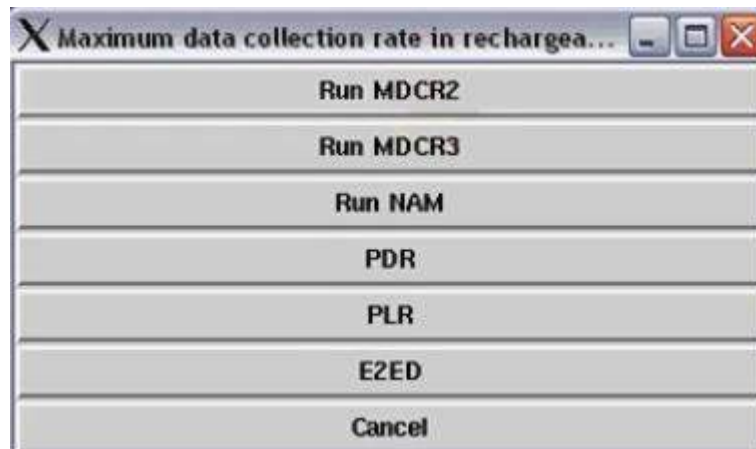 Maximum data collection rate in rechargea...
Run MDCR2
Run MDCR3
Run NAM
PDR
PLR
E2ED
Cancel